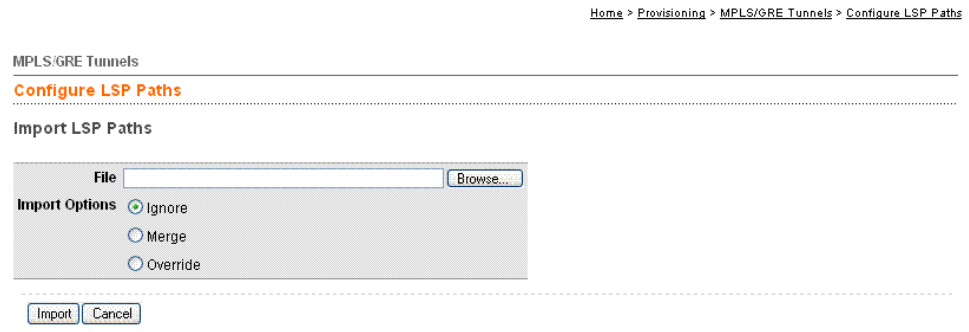 Home > Provisioning > MPLS/GRE Tunnels > Configure LSP Paths
MPLS/GRE Tunnels
Configure LSP Paths
Import LSP Paths
File Browse...
Import Options Ignore
Merge
Override
Import Cancel